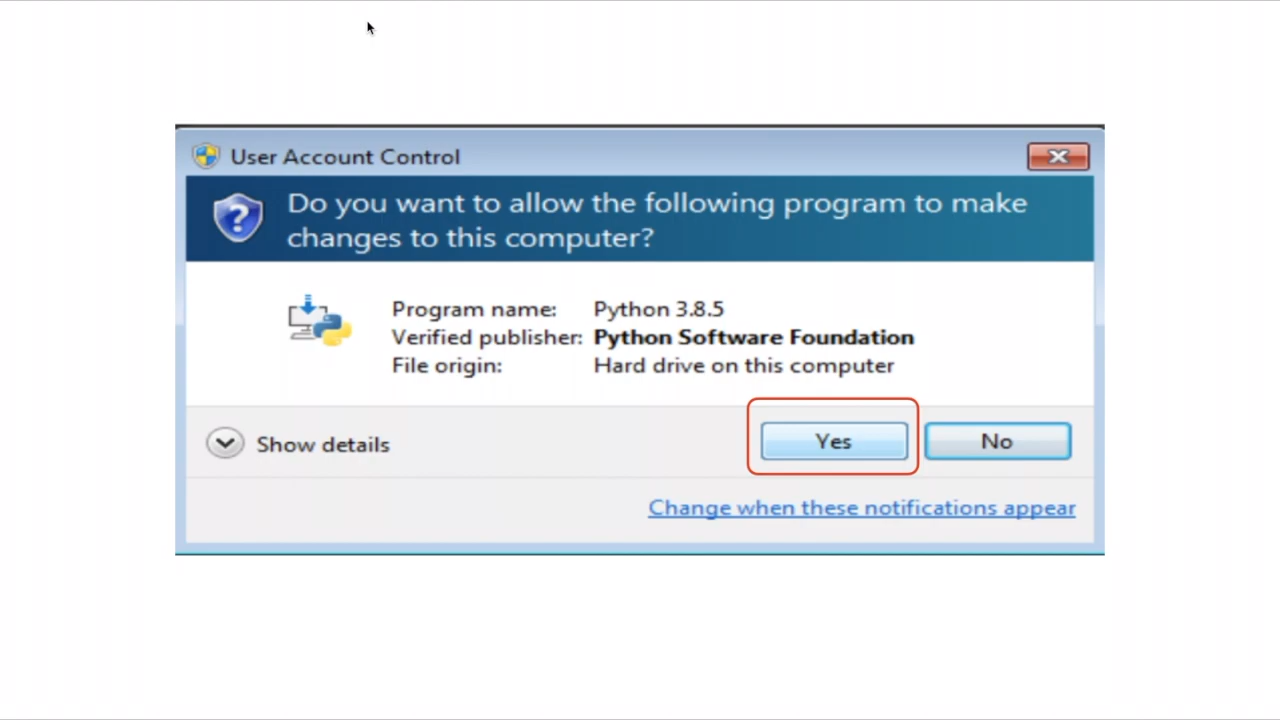 User Account Control
Do you want to allow the following program to make
changes to this computer?
Program name: Python 3.8.5
Verified publisher: Python Software Foundation
File origin: Hard drive on this computer
Show details Yes No
Change when these notifications appear